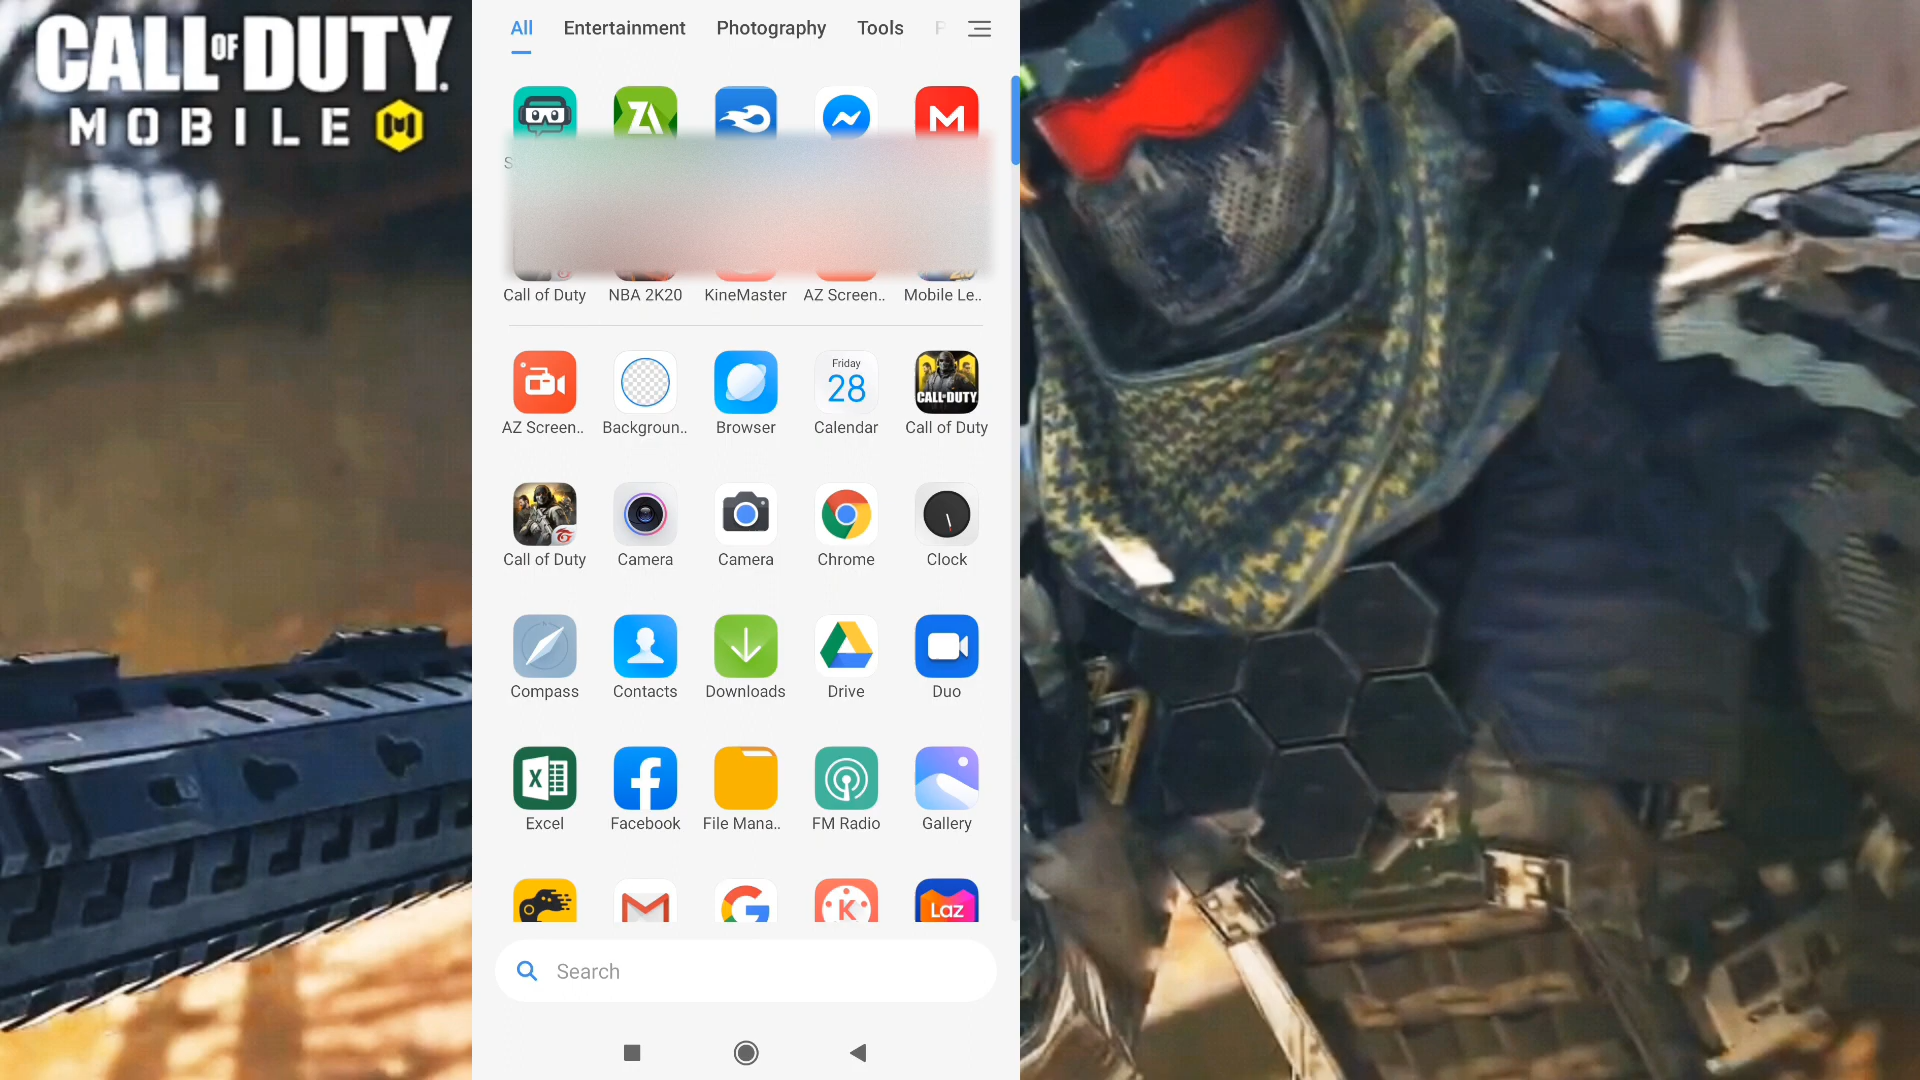 CALL OF DUTY
MOBILE
All Entertainment Photography Tools
Call of Duty NBA 2K20 KineMaster AZ Screen.. Mobile Le..
Friday
28
CALL OF DUTY
AZ Screen.. Backgroun.. Browser Calendar Call of Duty
Call of Duty Camera Camera Chrome Clock
Compass Contacts Downloads Drive Duo
Excel Facebook File Mana.. FM Radio Gallery
Laz
Search